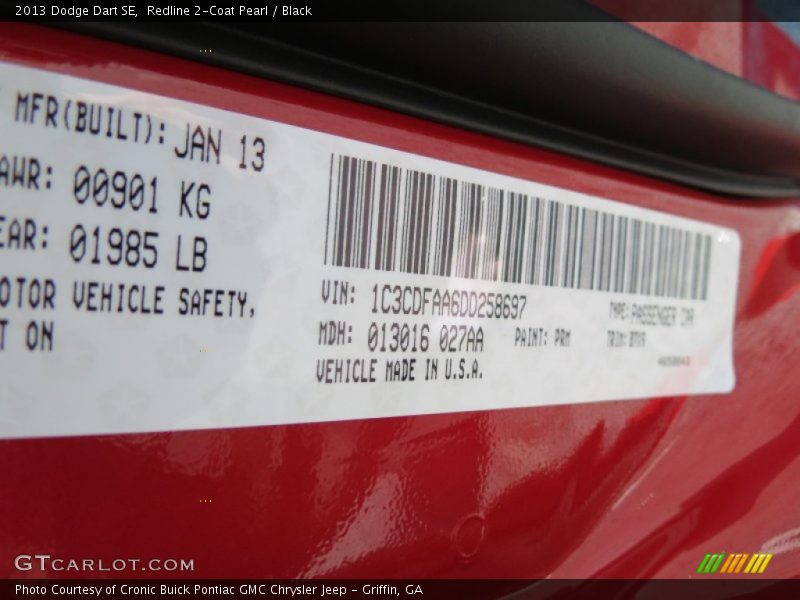 2013 Dodge Dart SE,  Redline 2-Coat Pearl / Black
MFR(BUILT): JAN 13
AWR: 00901 KG
EAR: 01985 LB
OTOR VEHICLE SAFETY,
T ON
VIN: 1C3CDFAA6DD258697
TYPE: PASSENGER CAR
MDH: 013016 027AA
PAINT: PRM
TRIM:
VEHICLE MADE IN U.S.A.
GTCARLOT.COM
Photo Courtesy of Cronic Buick Pontiac GMC Chrysler Jeep - Griffin, GA